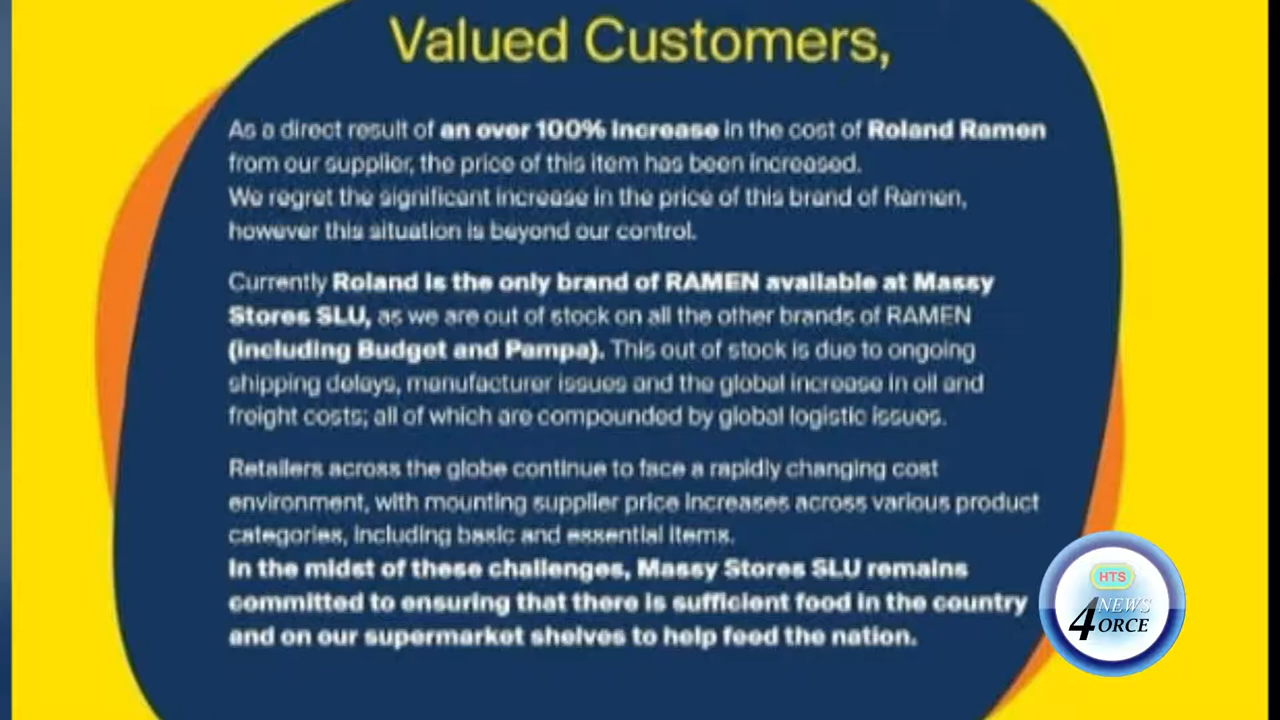 Valued Customers,
As a direct result of an over 100% increase in the cost of Roland Ramen
from our supplier, the price of this item has been increased.
We regret the significant increase in the price of this brand of Ramen,
however this situation is beyond our control.
Currently Roland is the only brand of RAMEN available at Massy
Stores SLU, as we are out of stock on all the other brands of RAMEN
(including Budget and Pampa). This out of stock is due to ongoing
shipping delays, manufacturer issues and the global increase in oil and
freight costs; all of which are compounded by global logistic issues.
Retailers across the globe continue to face a rapidly changing cost
environment, with mounting supplier price increases across various product
categories, including basic and essential items.
In the midst of these challenges, Massy Stores SLU remains
committed to ensuring that there is sufficient food in the country
and on our supermarket shelves to help feed the nation.
HTS
NEWS
4ORCE